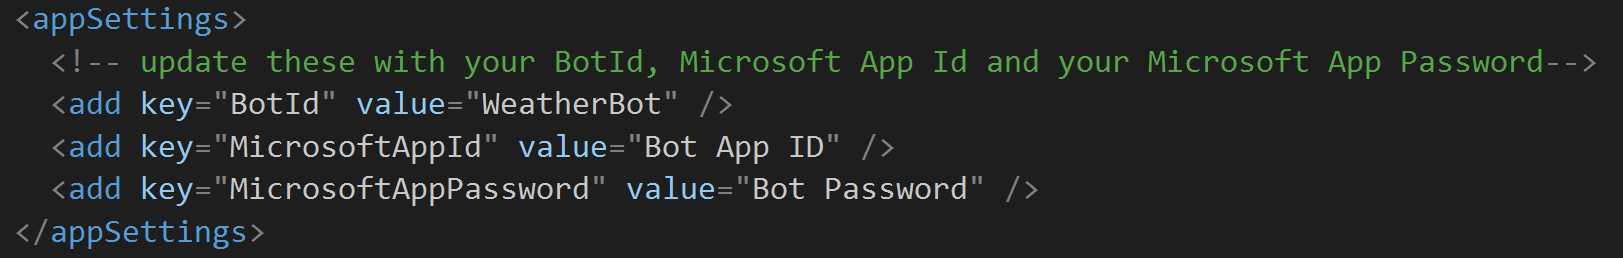 <appSettings>
<!-- update these with your BotId, Microsoft App Id and your Microsoft App Password-->
<add key="BotId" value="WeatherBot" />
<add key="MicrosoftAppId" value="Bot App ID" />
<add key="MicrosoftAppPassword" value="Bot Password" />
</appSettings>